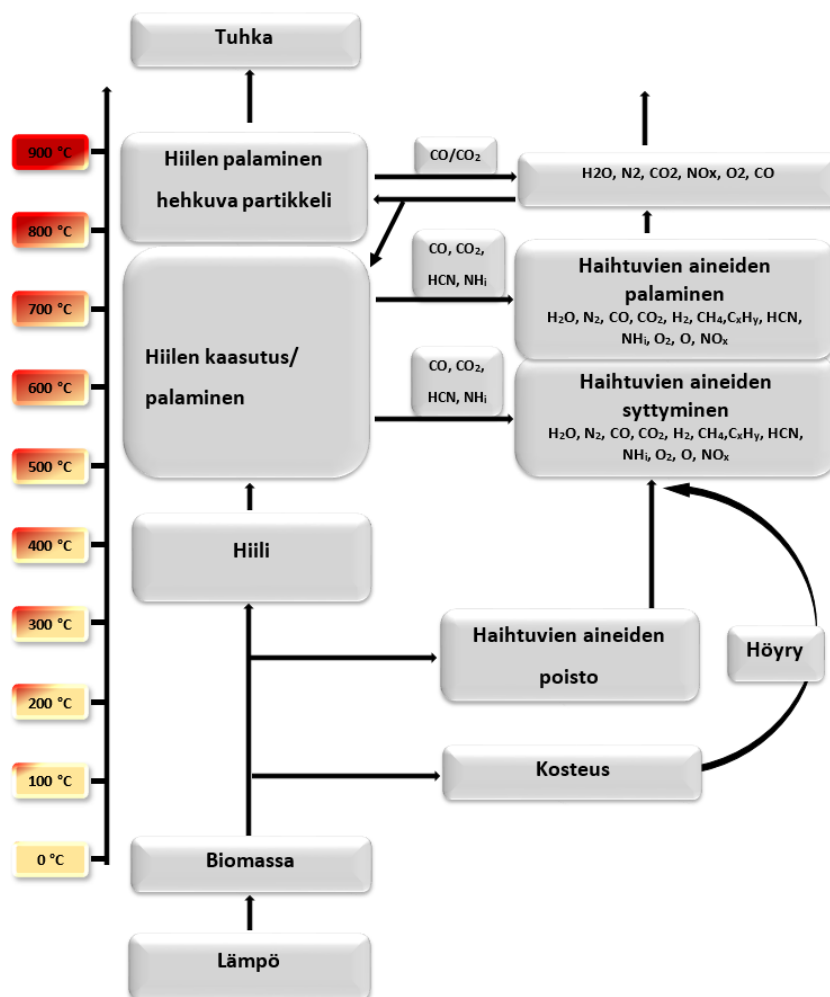 Tuhka
900 °C
Hiilen palaminen
hehkuva partikkeli
CO/CO₂
H2O, N2, CO2, NOx, O2, CO
800 °C
CO, CO₂,
HCN, NHᵢ
Haihtuvien aineiden
palaminen
H₂O, N₂, CO, CO₂, H₂, CH₄,CₓHᵧ, HCN,
NHᵢ, O₂, O, NOₓ
700 °C
Hiilen kaasutus/
palaminen
600 °C
CO, CO₂,
HCN, NHᵢ
Haihtuvien aineiden
syttyminen
H₂O, N₂, CO, CO₂, H₂, CH₄,CₓHᵧ, HCN,
NHᵢ, O₂, O, NOₓ
500 °C
400 °C
Hiili
300 °C
Haihtuvien aineiden
poisto
Höyry
200 °C
100 °C
Kosteus
0 °C
Biomassa
Lämpö